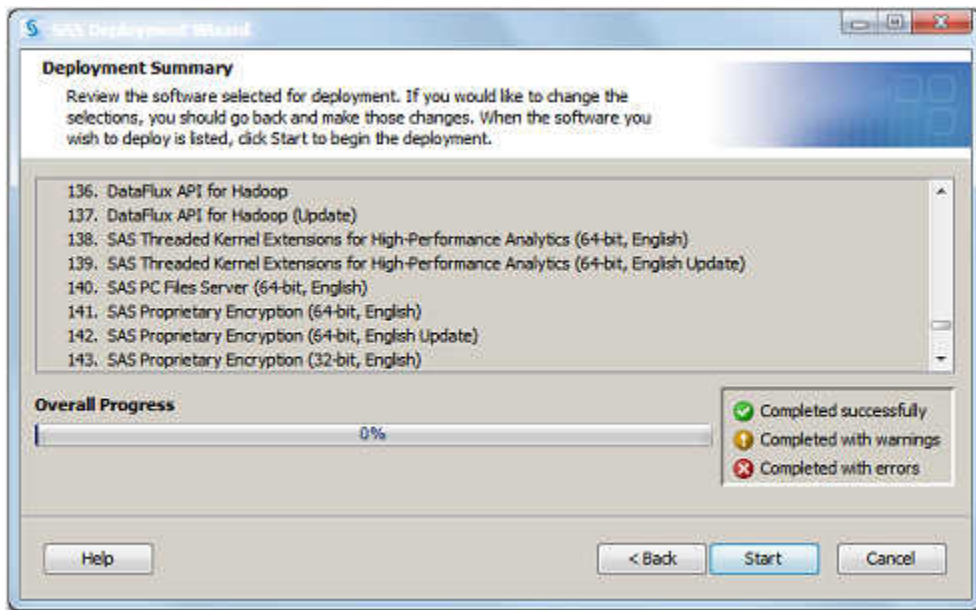 SAS Deployment Wizard
Deployment Summary
Review the software selected for deployment. If you would like to change the
selections, you should go back and make those changes. When the software you
wish to deploy is listed, click Start to begin the deployment.
136. DataFlux API for Hadoop
137. DataFlux API for Hadoop (Update)
138. SAS Threaded Kernel Extensions for High-Performance Analytics (64-bit, English)
139. SAS Threaded Kernel Extensions for High-Performance Analytics (64-bit, English Update)
140. SAS PC Files Server (64-bit, English)
141. SAS Proprietary Encryption (64-bit, English)
142. SAS Proprietary Encryption (64-bit, English Update)
143. SAS Proprietary Encryption (32-bit, English)
Overall Progress
0%
Completed successfully
Completed with warnings
Completed with errors
Help
< Back
Start
Cancel